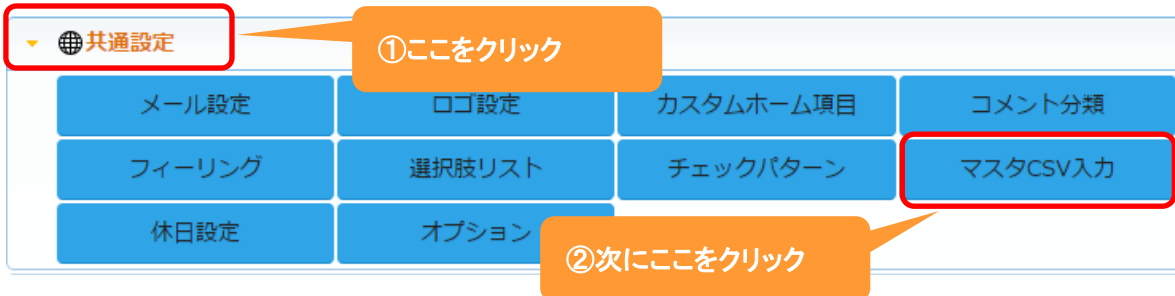 共通設定
①ここをクリック
メール設定 ロゴ設定 カスタムホーム項目 コメント分類
フィーリング 選択肢リスト チェックパターン マスタCSV入力
休日設定 オプション
②次にここをクリック